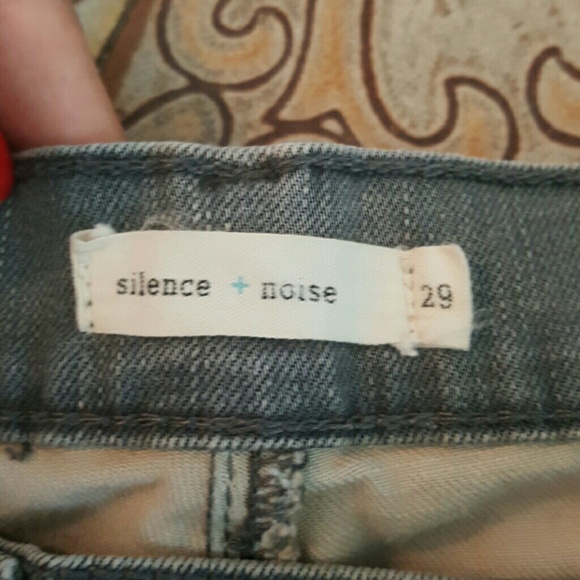 silence + noise 29